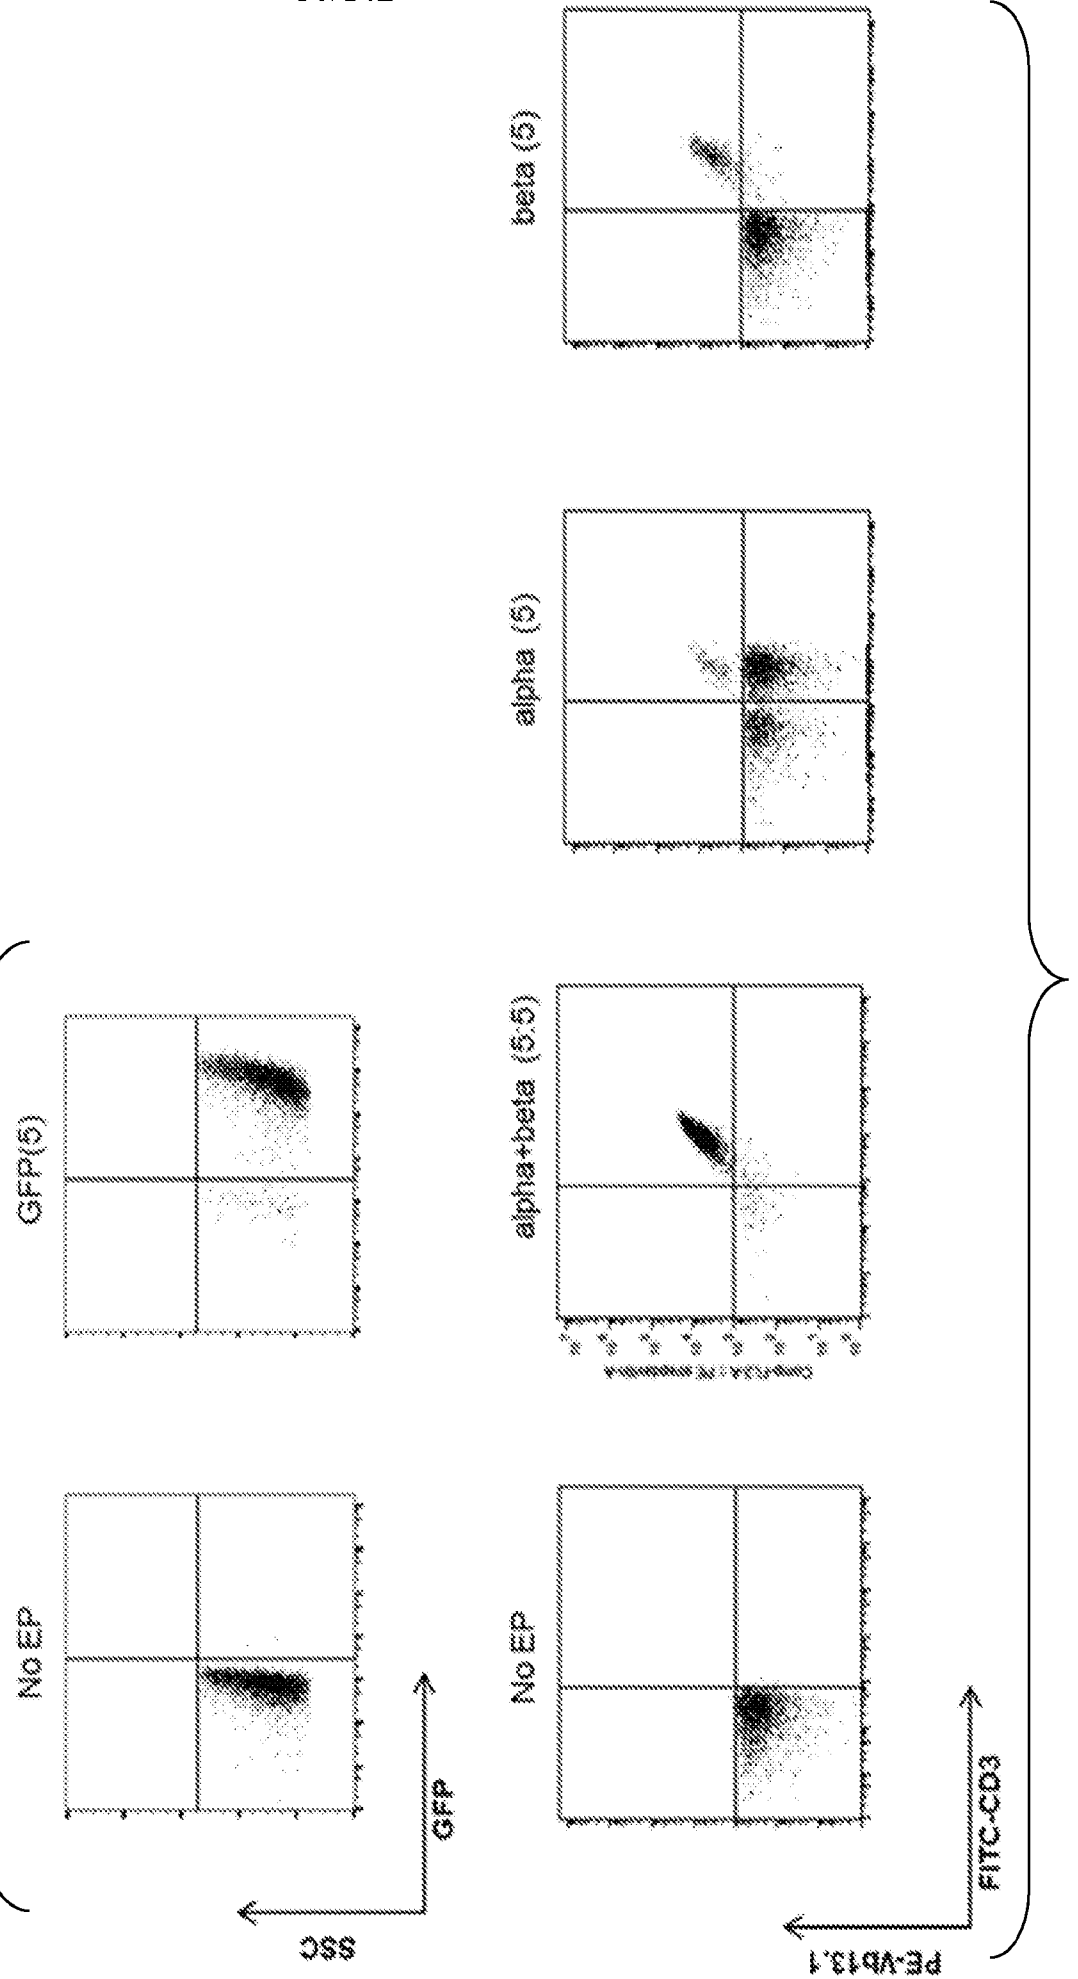 No EP
GFP(5)
SSC
GFP
No EP
alpha+beta (5:5)
alpha (5)
beta (5)
PE-Vb13.1
FITC-CD3